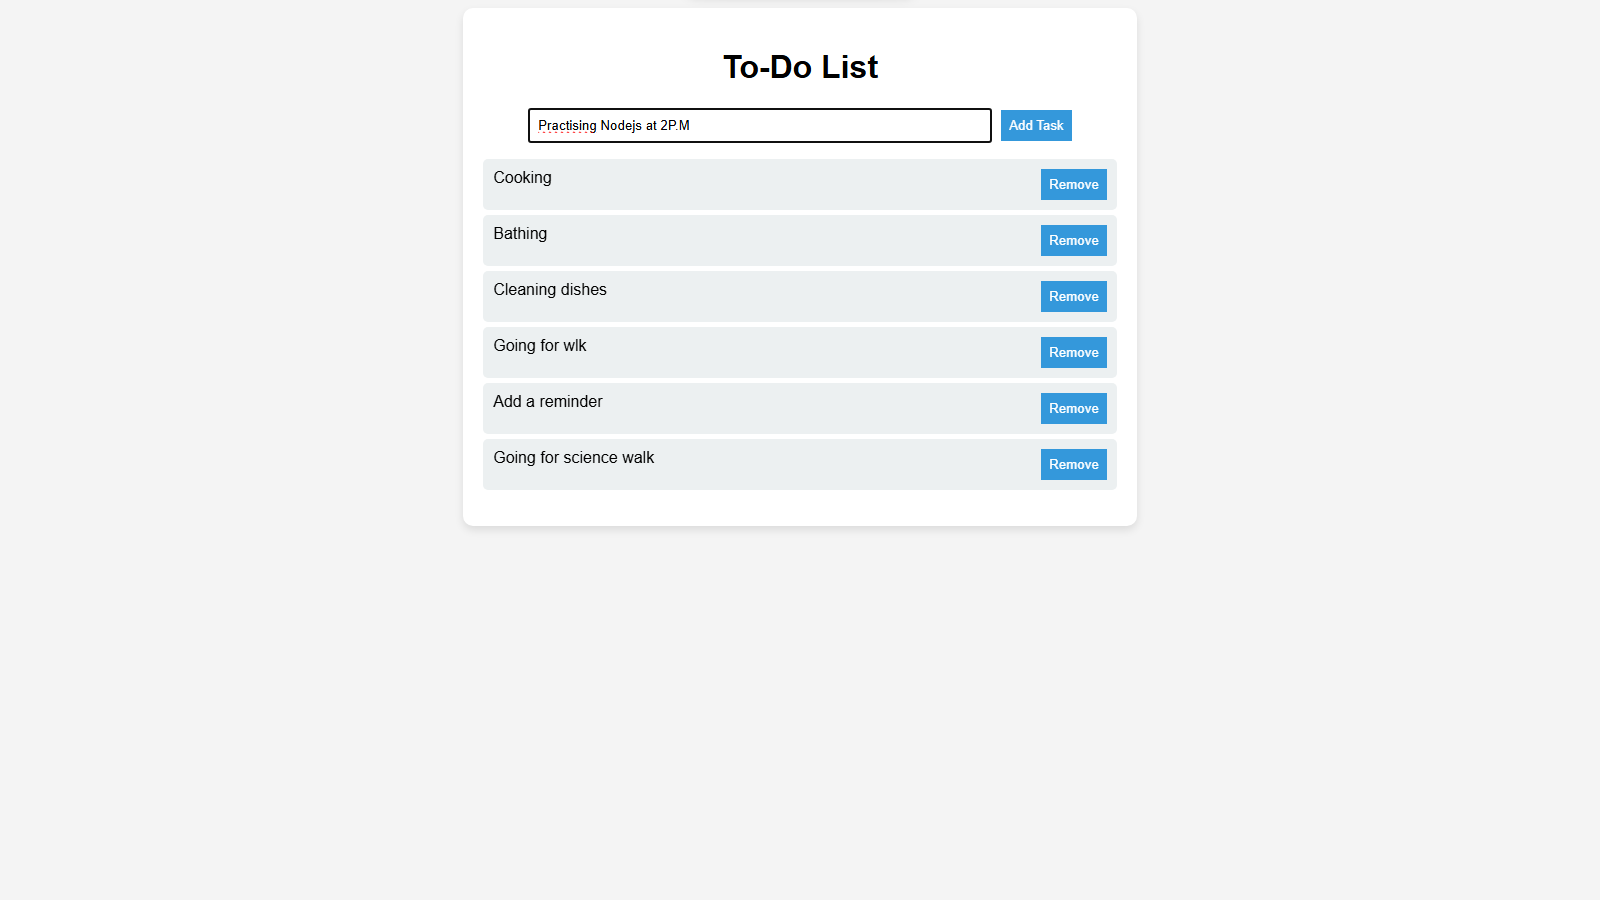 To-Do List
Practising Nodejs at 2P.M Add Task
Cooking Remove
Bathing Remove
Cleaning dishes Remove
Going for wlk Remove
Add a reminder Remove
Going for science walk Remove